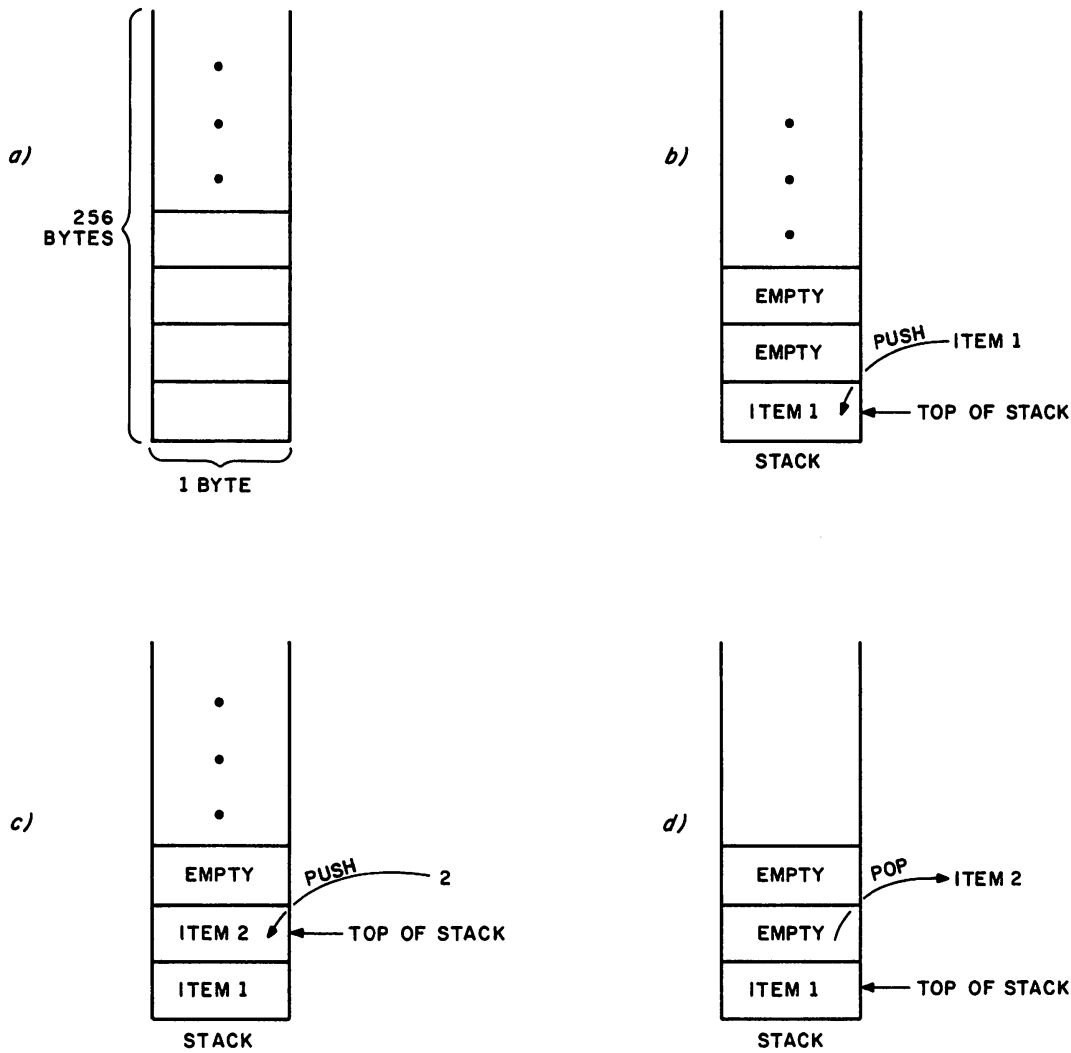 a)
256
BYTES
1 BYTE
b)
EMPTY
EMPTY
PUSH
ITEM 1
ITEM 1
TOP OF STACK
STACK
c)
EMPTY
PUSH
2
ITEM 2
TOP OF STACK
ITEM 1
STACK
d)
EMPTY
POP
ITEM 2
EMPTY
ITEM 1
TOP OF STACK
STACK